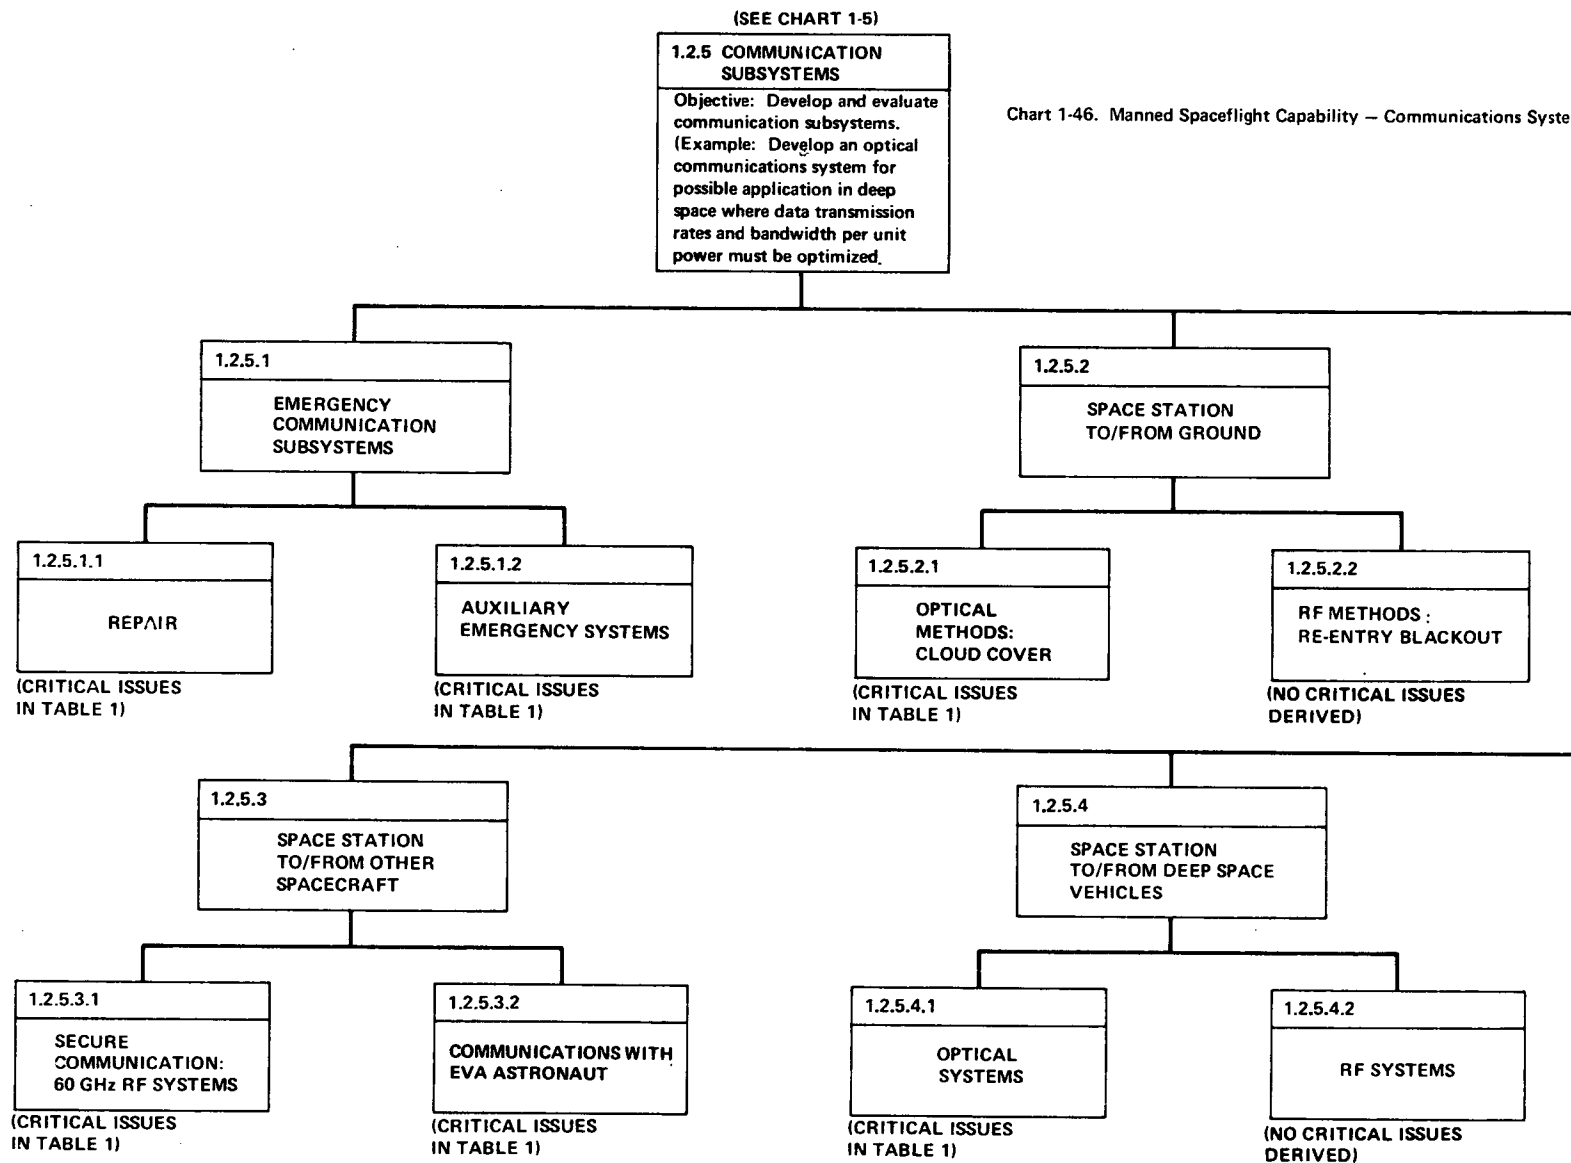 (SEE CHART 1-5)
1.2.5 COMMUNICATION
SUBSYSTEMS
Objective: Develop and evaluate
communication subsystems.
(Example: Develop an optical
communications system for
possible application in deep
space where data transmission
rates and bandwidth per unit
power must be optimized.
Chart 1-46. Manned Spaceflight Capability — Communications Syste
1.2.5.1
EMERGENCY
COMMUNICATION
SUBSYSTEMS
1.2.5.2
SPACE STATION
TO/FROM GROUND
1.2.5.1.1
REPAIR
(CRITICAL ISSUES
IN TABLE 1)
1.2.5.1.2
AUXILIARY
EMERGENCY SYSTEMS
(CRITICAL ISSUES
IN TABLE 1)
1.2.5.2.1
OPTICAL
METHODS:
CLOUD COVER
(CRITICAL ISSUES
IN TABLE 1)
1.2.5.2.2
RF METHODS :
RE-ENTRY BLACKOUT
(NO CRITICAL ISSUES
DERIVED)
1.2.5.3
SPACE STATION
TO/FROM OTHER
SPACECRAFT
1.2.5.4
SPACE STATION
TO/FROM DEEP SPACE
VEHICLES
1.2.5.3.1
SECURE
COMMUNICATION:
60 GHz RF SYSTEMS
(CRITICAL ISSUES
IN TABLE 1)
1.2.5.3.2
COMMUNICATIONS WITH
EVA ASTRONAUT
(CRITICAL ISSUES
IN TABLE 1)
1.2.5.4.1
OPTICAL
SYSTEMS
(CRITICAL ISSUES
IN TABLE 1)
1.2.5.4.2
RF SYSTEMS
(NO CRITICAL ISSUES
DERIVED)